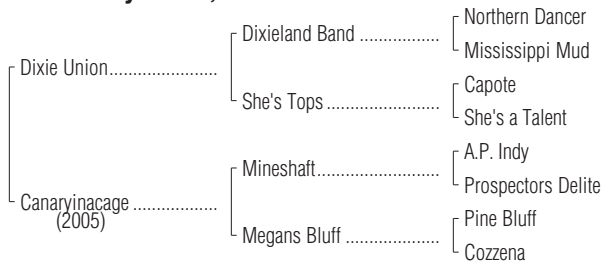 Northern Dancer
Dixieland Band ..................
Mississippi Mud
Dixie Union........................
Capote
She's Tops .........................
She's a Talent
A.P. Indy
Mineshaft...........................
Prospectors Delite
Canaryinacage ...................
(2005)
Pine Bluff
Megans Bluff .....................
Cozzena